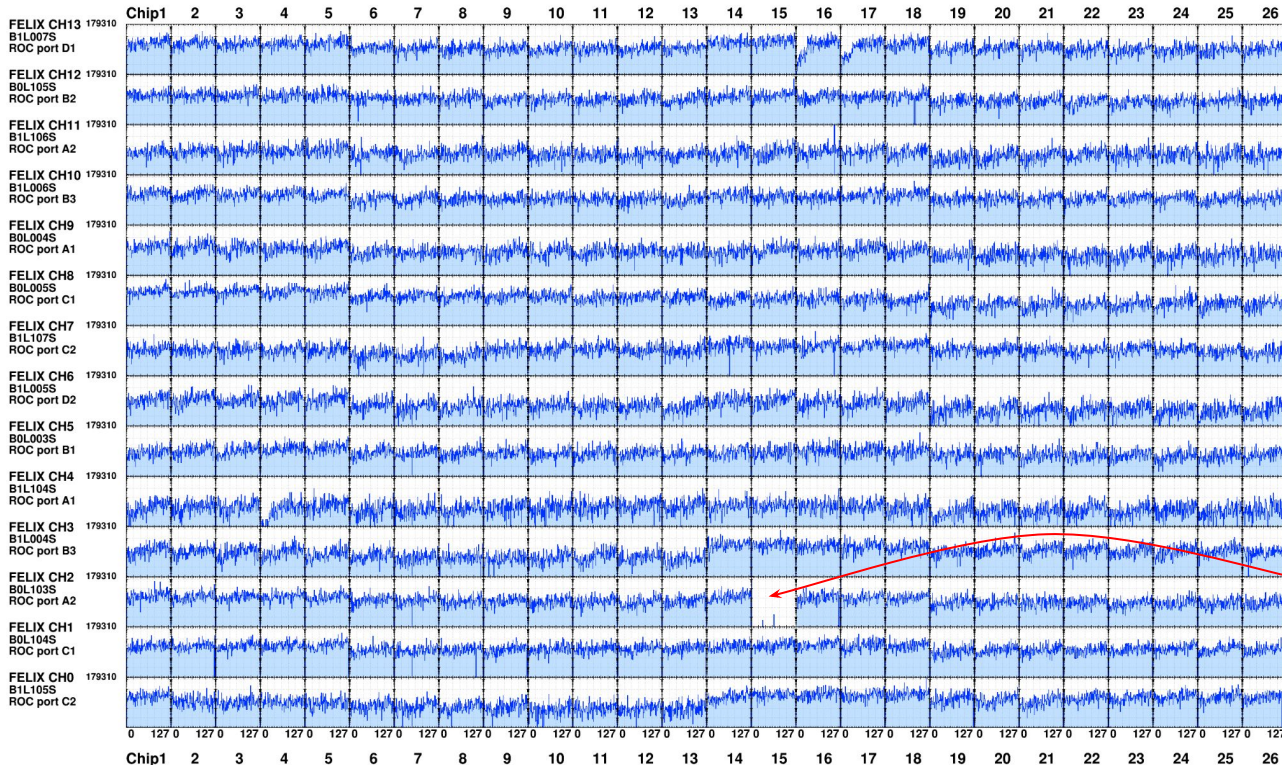 Chip1 2 3 4 5 6 7 8 9 10 11 12 13 14 15 16 17 18 19 20 21 22 23 24 25 26
FELIX CH13 179310
B1L007S
ROC port D1
FELIX CH12 179310
B0L105S
ROC port B2
FELIX CH11 179310
B1L106S
ROC port A2
FELIX CH10 179310
B1L006S
ROC port B3
FELIX CH9 179310
B0L004S
ROC port A1
FELIX CH8 179310
B0L005S
ROC port C1
FELIX CH7 179310
B1L107S
ROC port C2
FELIX CH6 179310
B1L005S
ROC port D2
FELIX CH5 179310
B0L003S
ROC port B1
FELIX CH4 179310
B1L104S
ROC port A1
FELIX CH3 179310
B1L004S
ROC port B3
FELIX CH2 179310
B0L103S
ROC port A2
FELIX CH1 179310
B0L104S
ROC port C1
FELIX CH0 179310
B1L105S
ROC port C2
0 127 0 127 0 127 0 127 0 127 0 127 0 127 0 127 0 127 0 127 0 127 0 127 0 127 0 127 0 127 0 127 0 127 0 127 0 127 0 127 0 127 0 127 0 127 0 127 0 127 0 127
Chip1 2 3 4 5 6 7 8 9 10 11 12 13 14 15 16 17 18 19 20 21 22 23 24 25 26